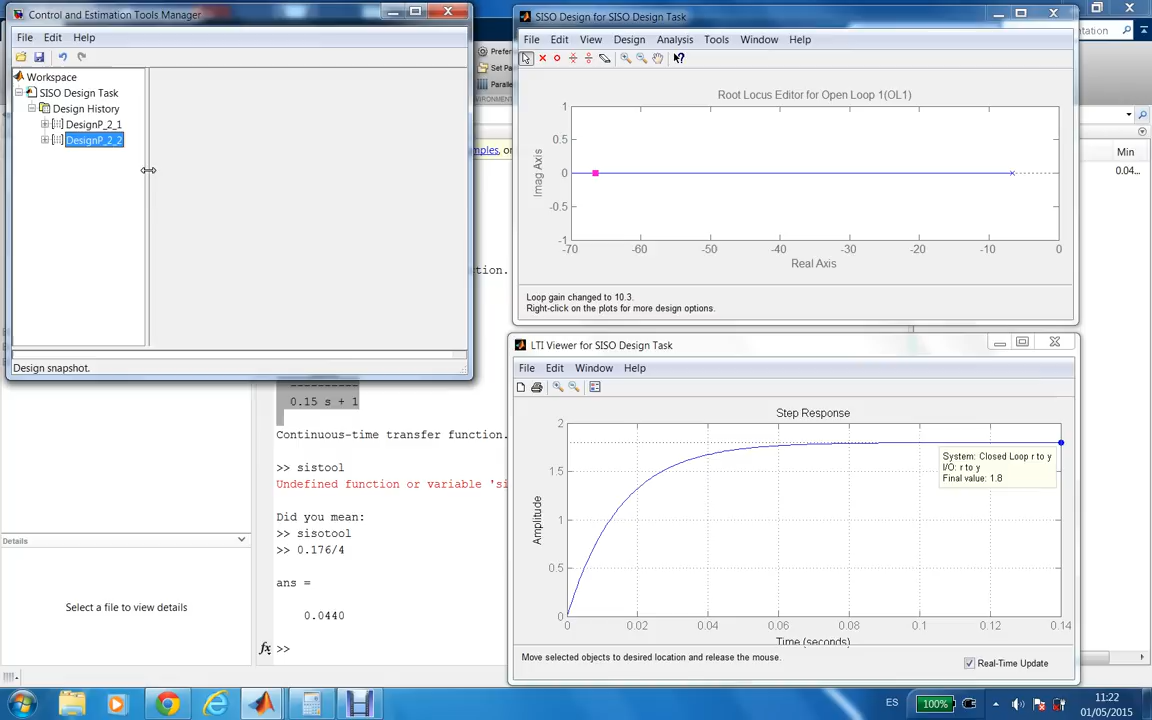 Control and Estimation Tools Manager
File Edit Help
Workspace
SISO Design Task
Design History
DesignP_2_1
DesignP_2_2
Design snapshot.
SISO Design for SISO Design Task
File Edit View Design Analysis Tools Window Help
Root Locus Editor for Open Loop 1(OL1)
Imag Axis
1
0.5
0
-0.5
-1
-70 -60 -50 -40 -30 -20 -10 0
Real Axis
Loop gain changed to 10.3.
Right-click on the plots for more design options.
LTI Viewer for SISO Design Task
File Edit Window Help
Step Response
Amplitude
2
1.5
1
0.5
0
System: Closed Loop r to y
I/O: r to y
Final value: 1.8
0 0.02 0.04 0.06 0.08 0.1 0.12 0.14
Time (seconds)
Move selected objects to desired location and release the mouse.
Real-Time Update
Prefer
Set Pa
Paralle
Min
0.04...
0.15 s + 1
Continuous-time transfer function.
>> sistool
Undefined function or variable 'si
Did you mean:
>> sisotool
>> 0.176/4
ans =
0.0440
fx >>
Details
Select a file to view details
ES
100%
11:22
01/05/2015